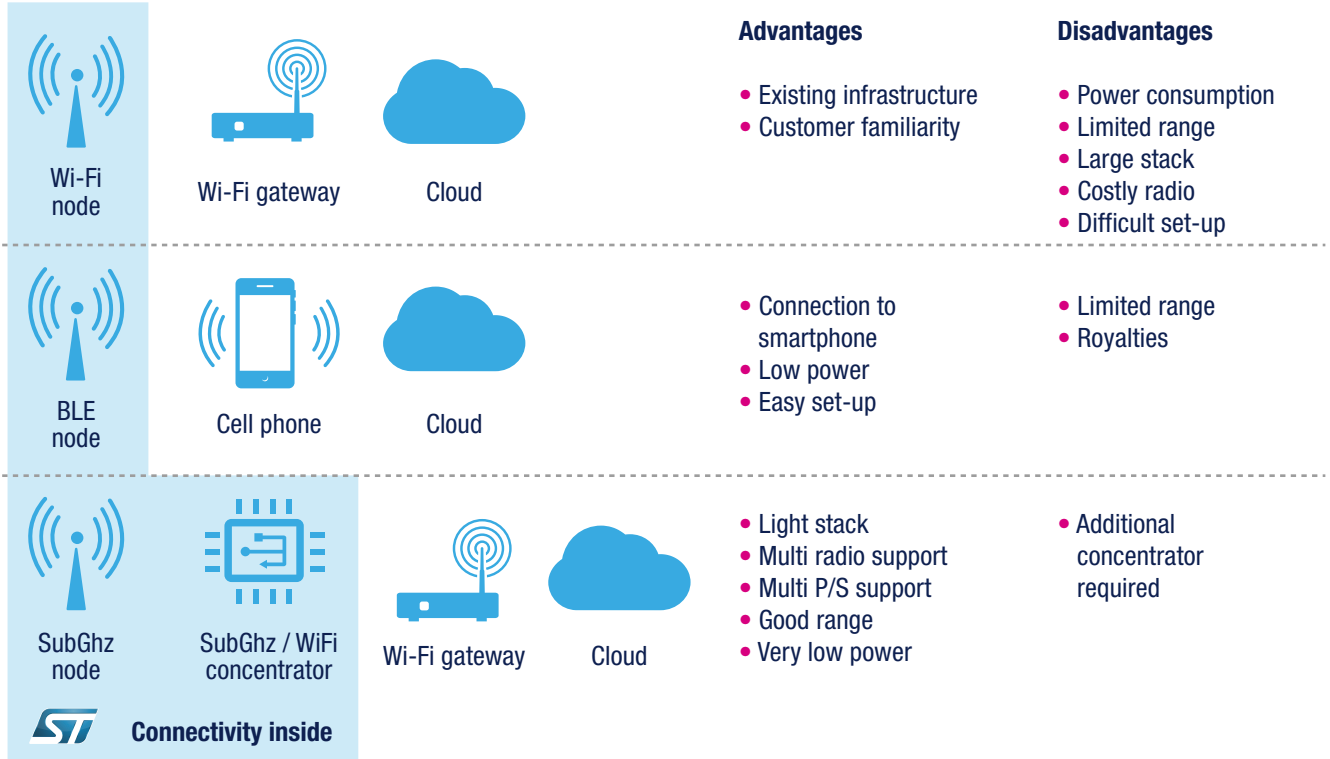 Advantages
Disadvantages
• Existing infrastructure
• Customer familiarity
• Power consumption
• Limited range
• Large stack
• Costly radio
• Difficult set-up
Wi-Fi
node
Wi-Fi gateway
Cloud
• Connection to
smartphone
• Low power
• Easy set-up
• Limited range
• Royalties
BLE
node
Cell phone
Cloud
• Light stack
• Multi radio support
• Multi P/S support
• Good range
• Very low power
• Additional
concentrator
required
SubGhz
node
SubGhz / WiFi
concentrator
Wi-Fi gateway
Cloud
ST
Connectivity inside